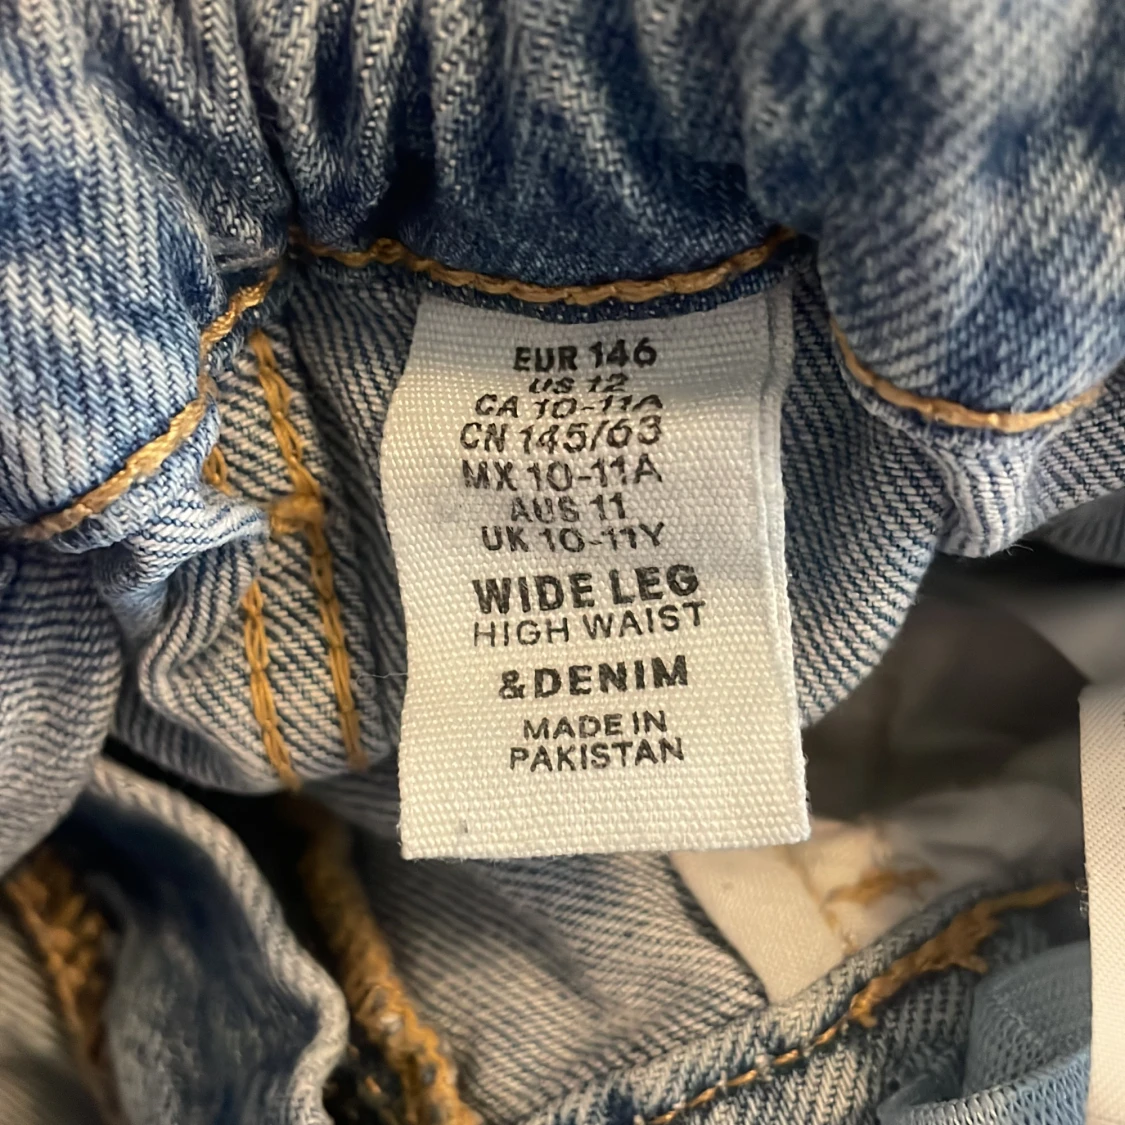 EUR 146
US 12
CA 10-11A
CN 145/63
MX 10-11A
AUS 11
UK 10-11Y
WIDE LEG
HIGH WAIST
&DENIM
MADE IN
PAKISTAN